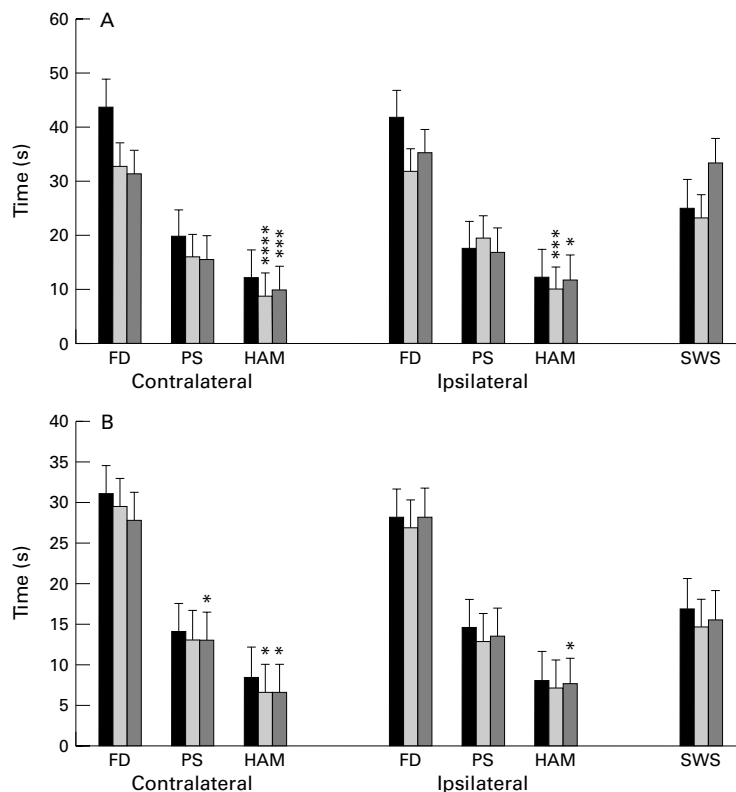 A
60
50
40
30
20
10
0
Time (s)
**** *** *** *
FD PS HAM FD PS HAM SWS
Contralateral Ipsilateral
B
40
35
30
25
20
15
10
5
0
Time (s)
* * * *
FD PS HAM FD PS HAM SWS
Contralateral Ipsilateral